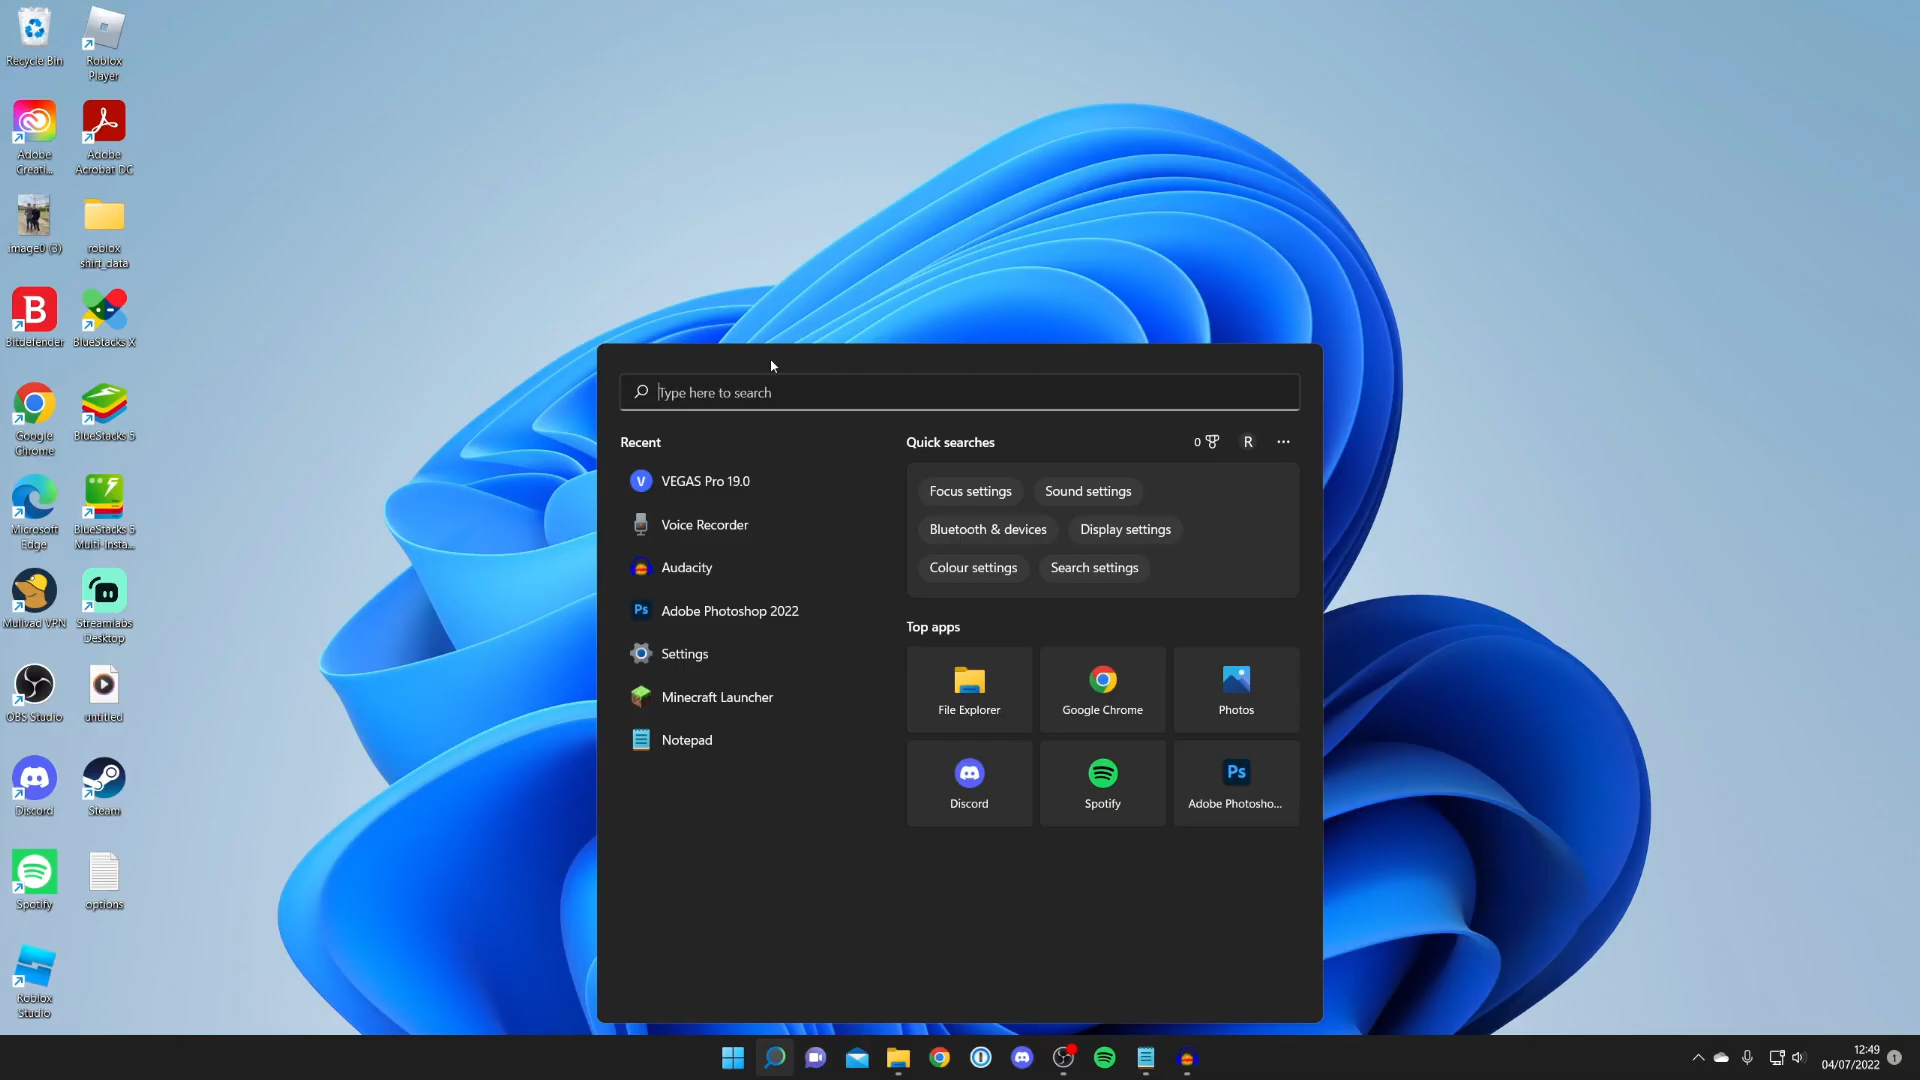 Recycle Bin
Roblox
Player
Adobe
Creati...
Adobe
Acrobat DC
image0 (3)
roblox
shirt_data
Bitdefender
BlueStacks X
Google
Chrome
BlueStacks 5
Microsoft
Edge
BlueStacks 5
Multi-Insta...
Mullvad VPN
Streamlabs
Desktop
OBS Studio
untitled
Discord
Steam
Spotify
options
Roblox
Studio
Type here to search
Recent
VEGAS Pro 19.0
Voice Recorder
Audacity
Adobe Photoshop 2022
Settings
Minecraft Launcher
Notepad
Quick searches
0
R
Focus settings
Sound settings
Bluetooth & devices
Display settings
Colour settings
Search settings
Top apps
File Explorer
Google Chrome
Photos
Discord
Spotify
Adobe Photosho...
12:49
04/07/2022
1